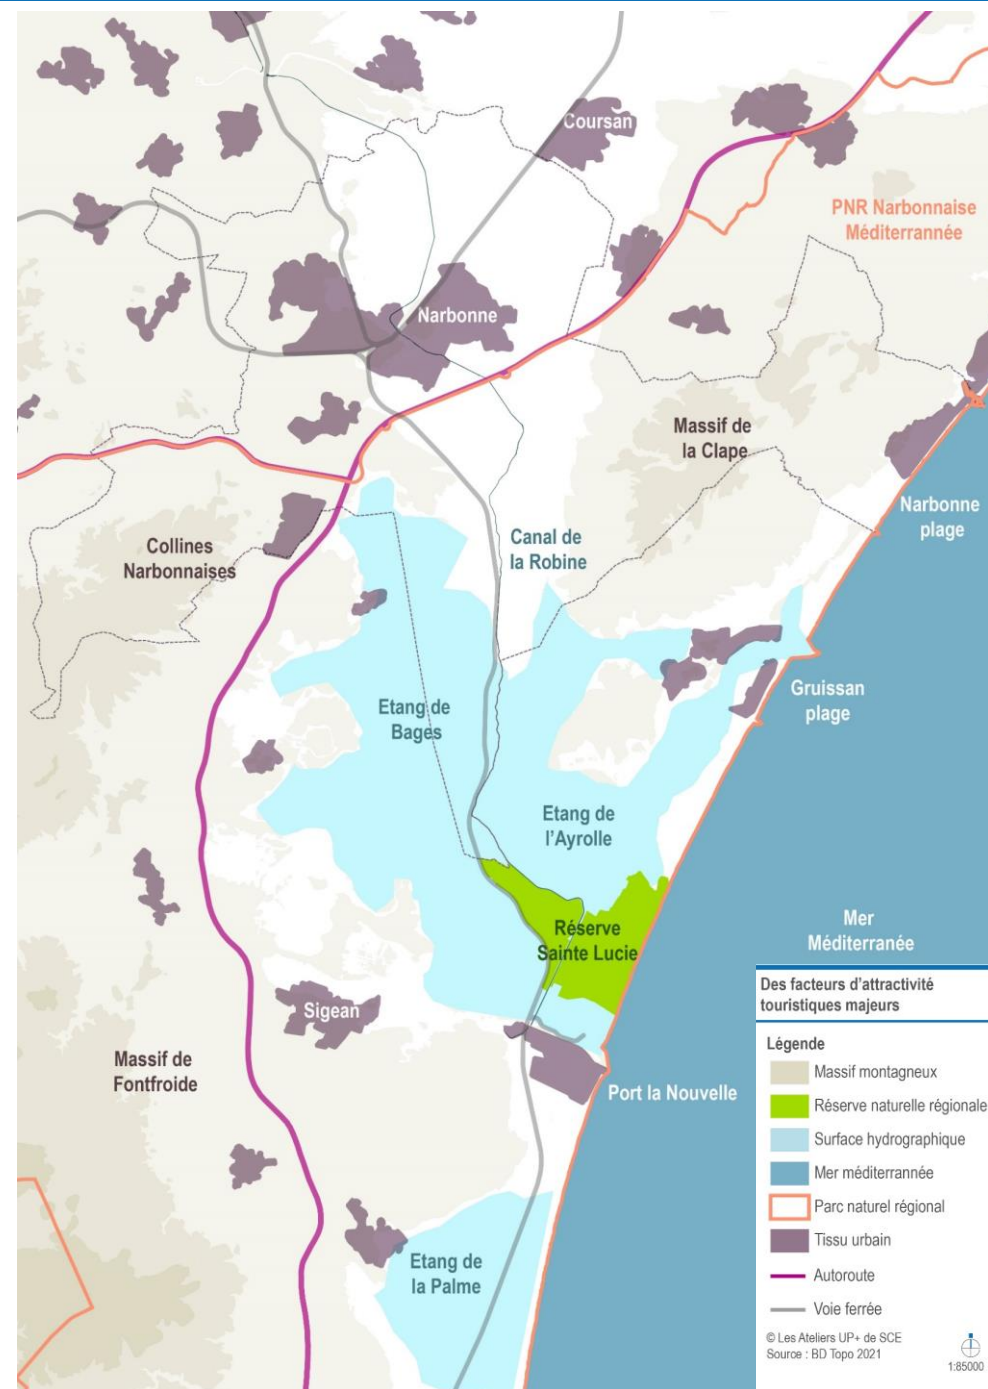 Coursan
PNR Narbonnaise
Méditerrannée
Narbonne
Massif de
la Clape
Narbonne
plage
Canal de
la Robine
Collines
Narbonnaises
Gruissan
plage
Etang de
Bages
Etang de
l'Ayrolle
Mer
Méditerranée
Réserve
Sainte Lucie
Sigean
Massif de
Fontfroide
Port la Nouvelle
Etang de
la Palme
Des facteurs d'attractivité
touristiques majeurs
Légende
Massif montagneux
Réserve naturelle régionale
Surface hydrographique
Mer méditerrannée
Parc naturel régional
Tissu urbain
Autoroute
Voie ferrée
© Les Ateliers UP+ de SCE
Source : BD Topo 2021
1:85000